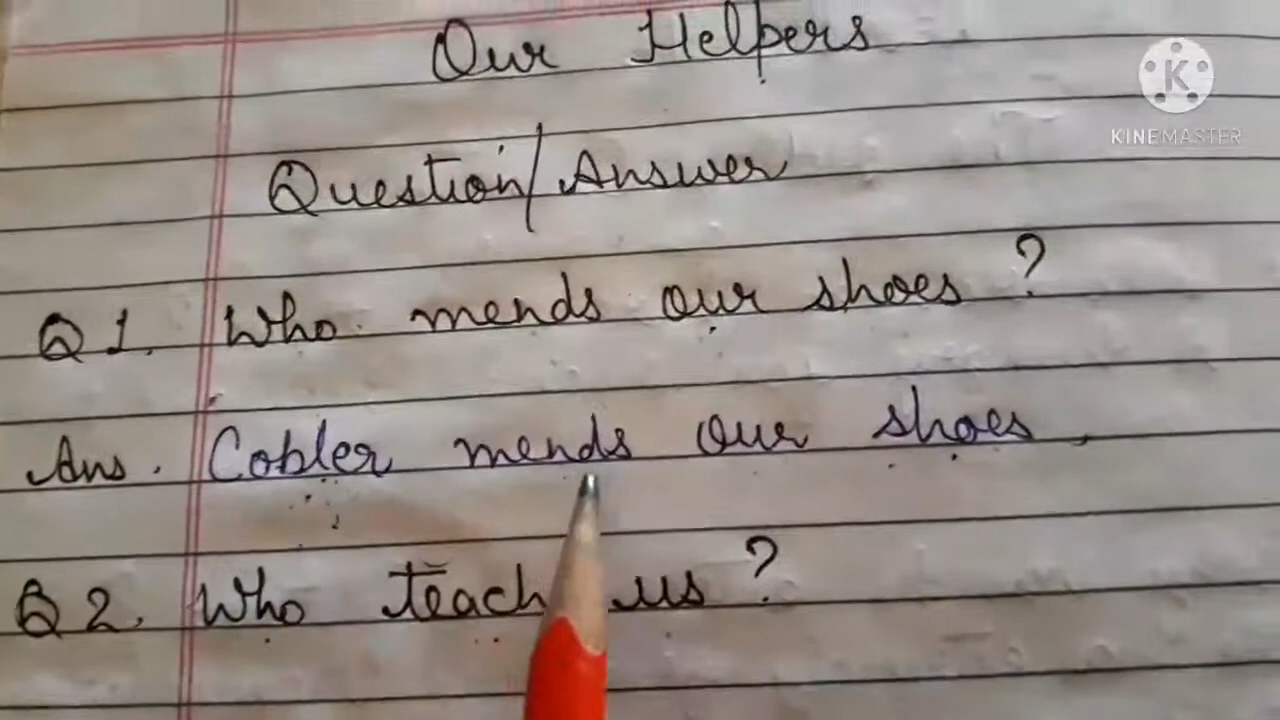 Our Helpers
KINEMASTER
Question/Answer
Q1. Who mends our shoes?
Ans. Cobler mends our shoes.
Q2. Who teach us?